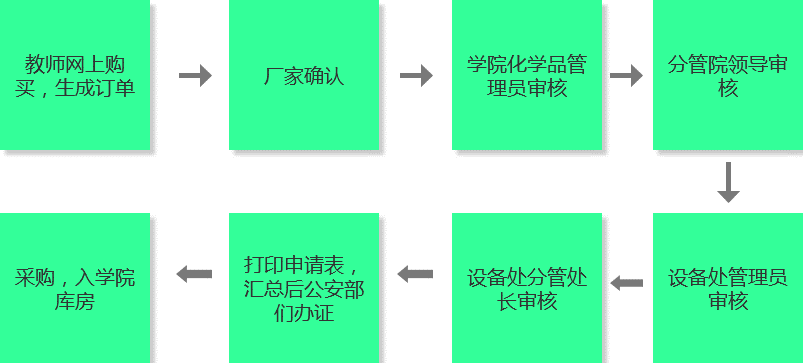 教师网上购
买，生成订单
厂家确认
学院化学品管
理员审核
分管院领导审
核
设备处管理员
审核
设备处分管处
长审核
打印申请表，
汇总后公安部
们办证
采购，入学院
库房